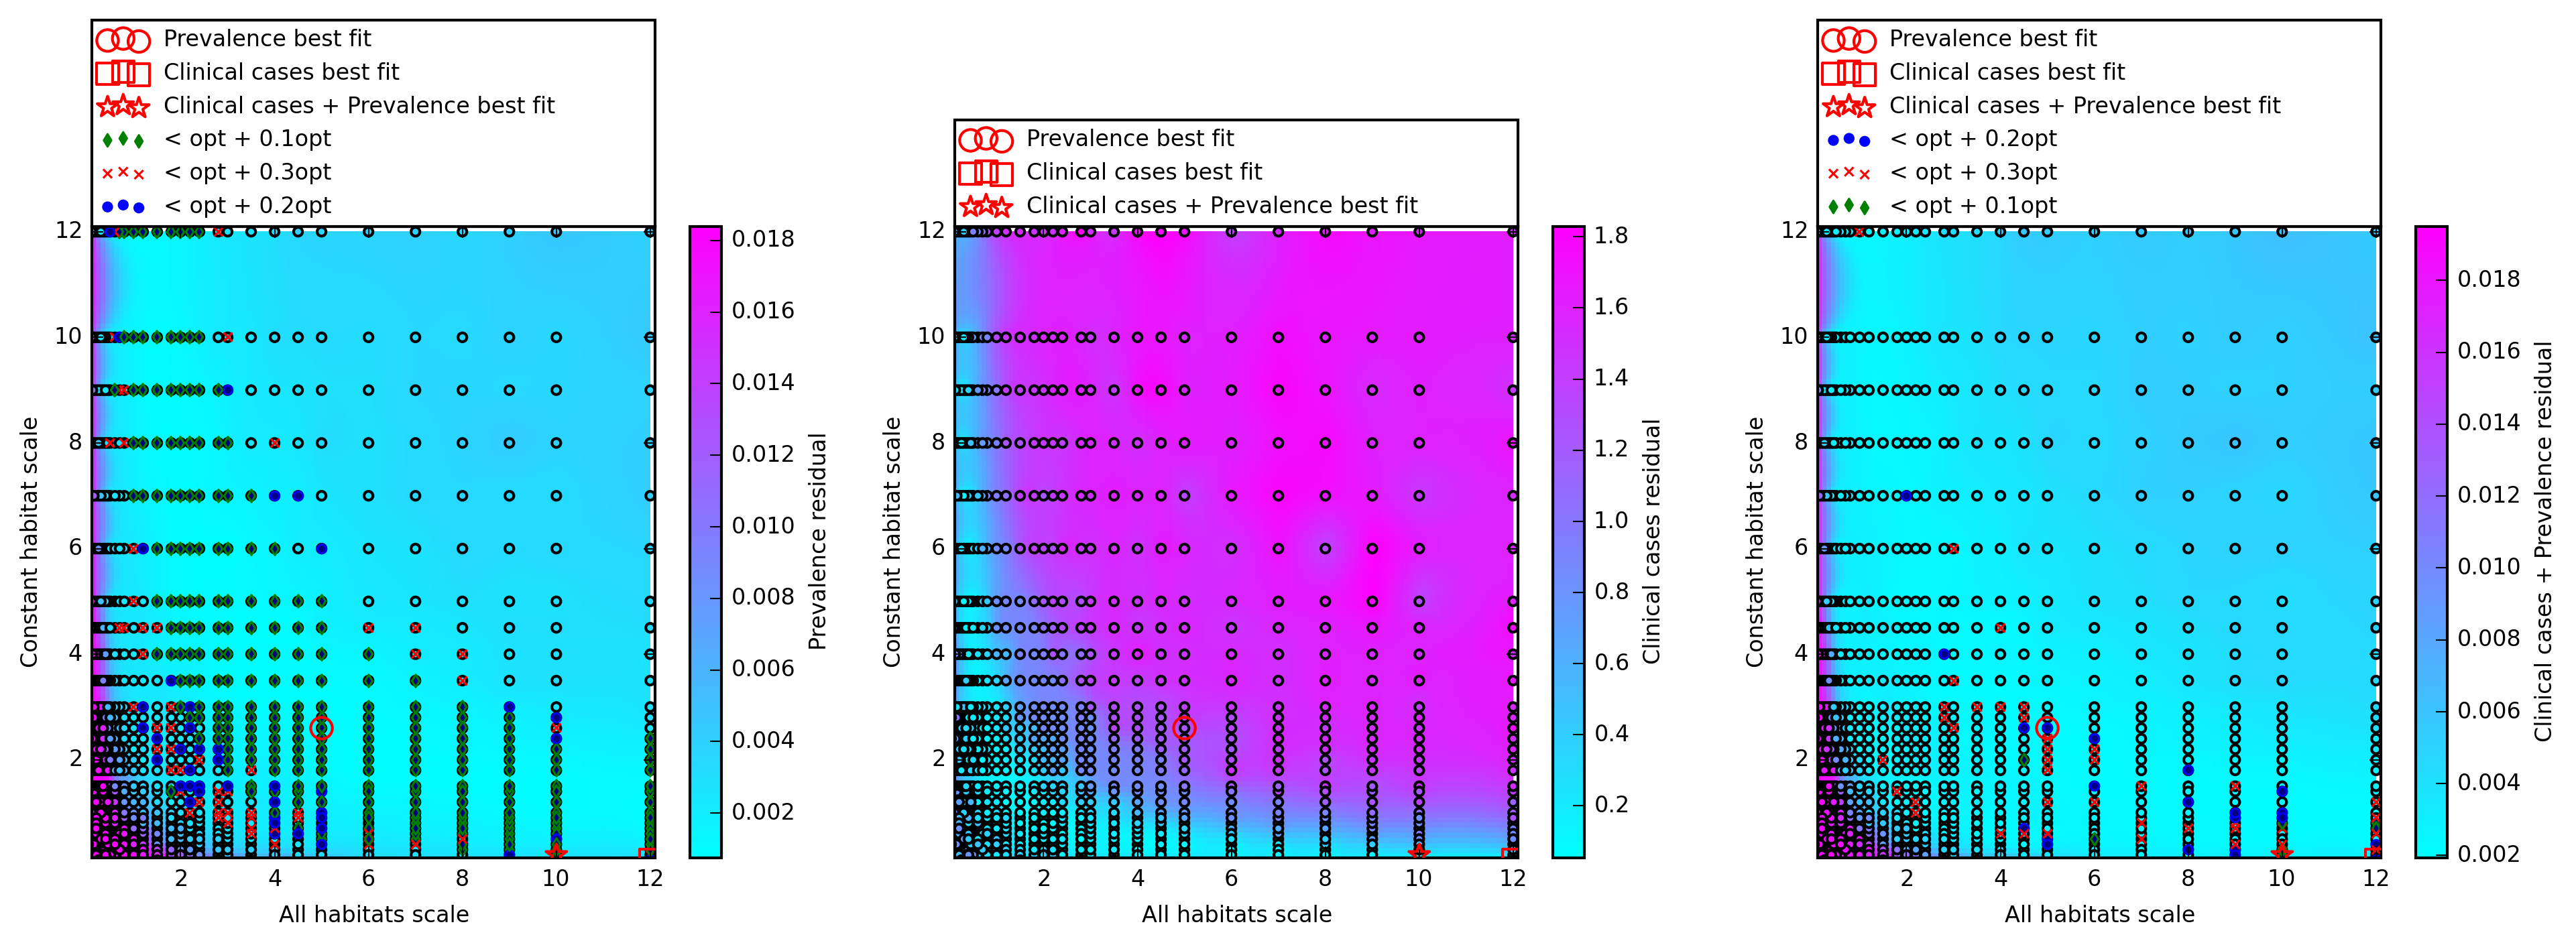 Prevalence best fit
Clinical cases best fit
Clinical cases + Prevalence best fit
< opt + 0.1opt
< opt + 0.3opt
< opt + 0.2opt
12
10
8
6
4
2
Constant habitat scale
2 4 6 8 10 12
All habitats scale
0.018
0.016
0.014
0.012
0.010
0.008
0.006
0.004
0.002
Prevalence residual
Prevalence best fit
Clinical cases best fit
Clinical cases + Prevalence best fit
12
10
8
6
4
2
Constant habitat scale
2 4 6 8 10 12
All habitats scale
1.8
1.6
1.4
1.2
1.0
0.8
0.6
0.4
0.2
Clinical cases residual
Prevalence best fit
Clinical cases best fit
Clinical cases + Prevalence best fit
< opt + 0.2opt
< opt + 0.3opt
< opt + 0.1opt
12
10
8
6
4
2
Constant habitat scale
2 4 6 8 10 12
All habitats scale
0.018
0.016
0.014
0.012
0.010
0.008
0.006
0.004
0.002
Clinical cases + Prevalence residual